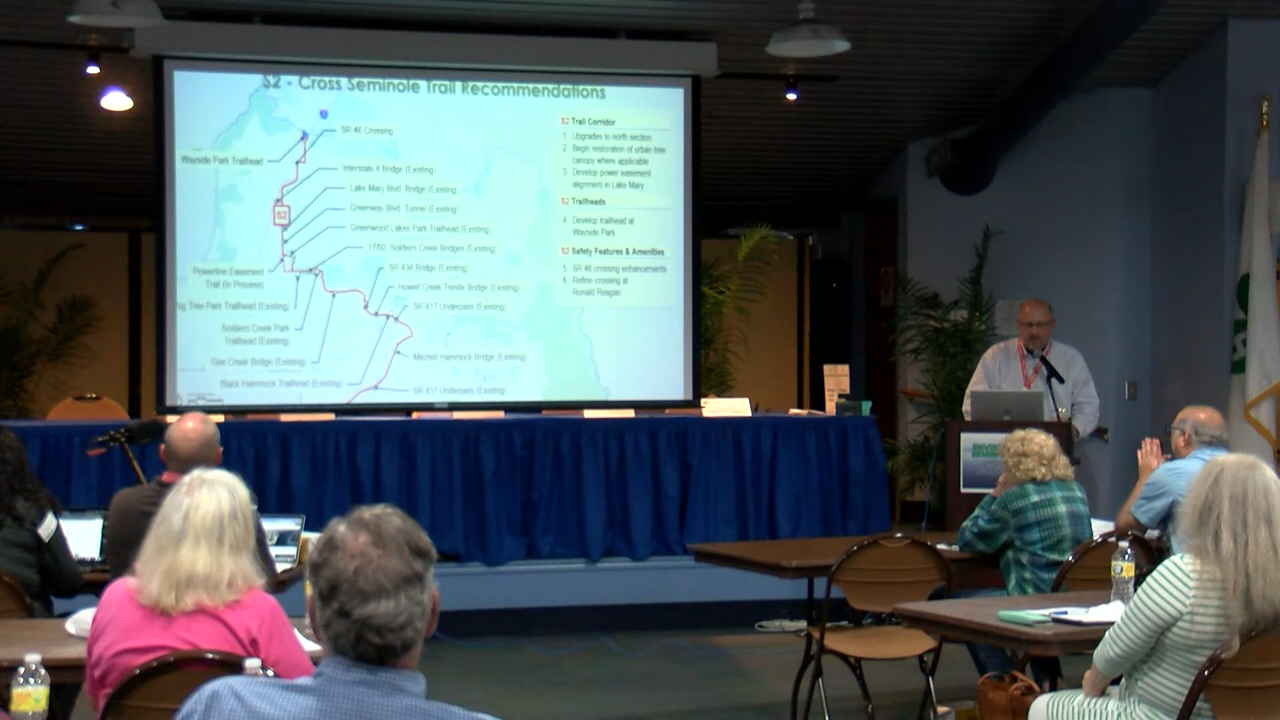 S2 - Cross Seminole Trail Recommendations
SR 46 Crossing
Wayside Park Trailhead
Interstate 4 Bridge (Existing)
Lake Mary Blvd. Bridge (Existing)
S2
Greenway Blvd. Tunnel (Existing)
Greenwood Lakes Park Trailhead (Existing)
17/92 Soldiers Creek Bridges (Existing)
Powerline Easement
Trail (In Process)
SR 434 Bridge (Existing)
Howell Creek Trestle Bridge (Existing)
Big Tree Park Trailhead (Existing)
SR 417 Underpass (Existing)
Soldiers Creek Park
Trailhead (Existing)
Gee Creek Bridge (Existing)
Mitchell Hammock Bridge (Existing)
Black Hammock Trailhead (Existing)
SR 417 Underpass (Existing)
S2 Trail Corridor
1. Upgrades to north section
2. Begin restoration of urban tree
canopy where applicable
3. Develop power easement
alignment in Lake Mary
S2 Trailheads
4. Develop trailhead at
Wayside Park
S2 Safety Features & Amenities
5. SR 46 crossing enhancements
6. Refine crossing at
Ronald Reagan